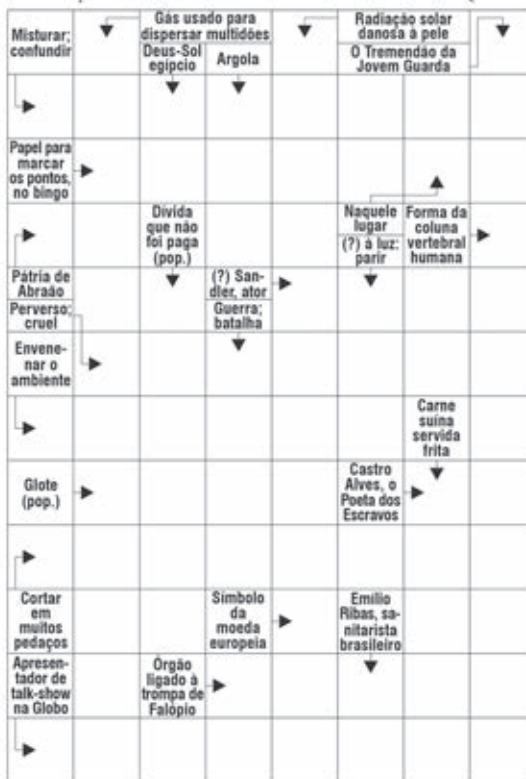 Misturar;
confundir
Gás usado para
dispersar multidões
Deus-Sol
egípcio
Argola
Radiação solar
danosa à pele
O Tremendão da
Jovem Guarda
Papel para
marcar
os pontos,
no bingo
Dívida
que não
foi paga
(pop.)
Naquele
lugar
(?) à luz:
parir
Forma da
coluna
vertebral
humana
Pátria de
Abraão
Perverso;
cruel
(?) San-
dler, ator
Guerra;
batalha
Envene-
nar o
ambiente
Carne
suína
servida
frita
Glote
(pop.)
Castro
Alves, o
Poeta dos
Escravos
Cortar
em
muitos
pedaços
Símbolo
da
moeda
europeia
Emílio
Ribas, sa-
nitarista
brasileiro
Apresen-
tador de
talk-show
na Globo
Órgão
ligado à
trompa de
Falópio